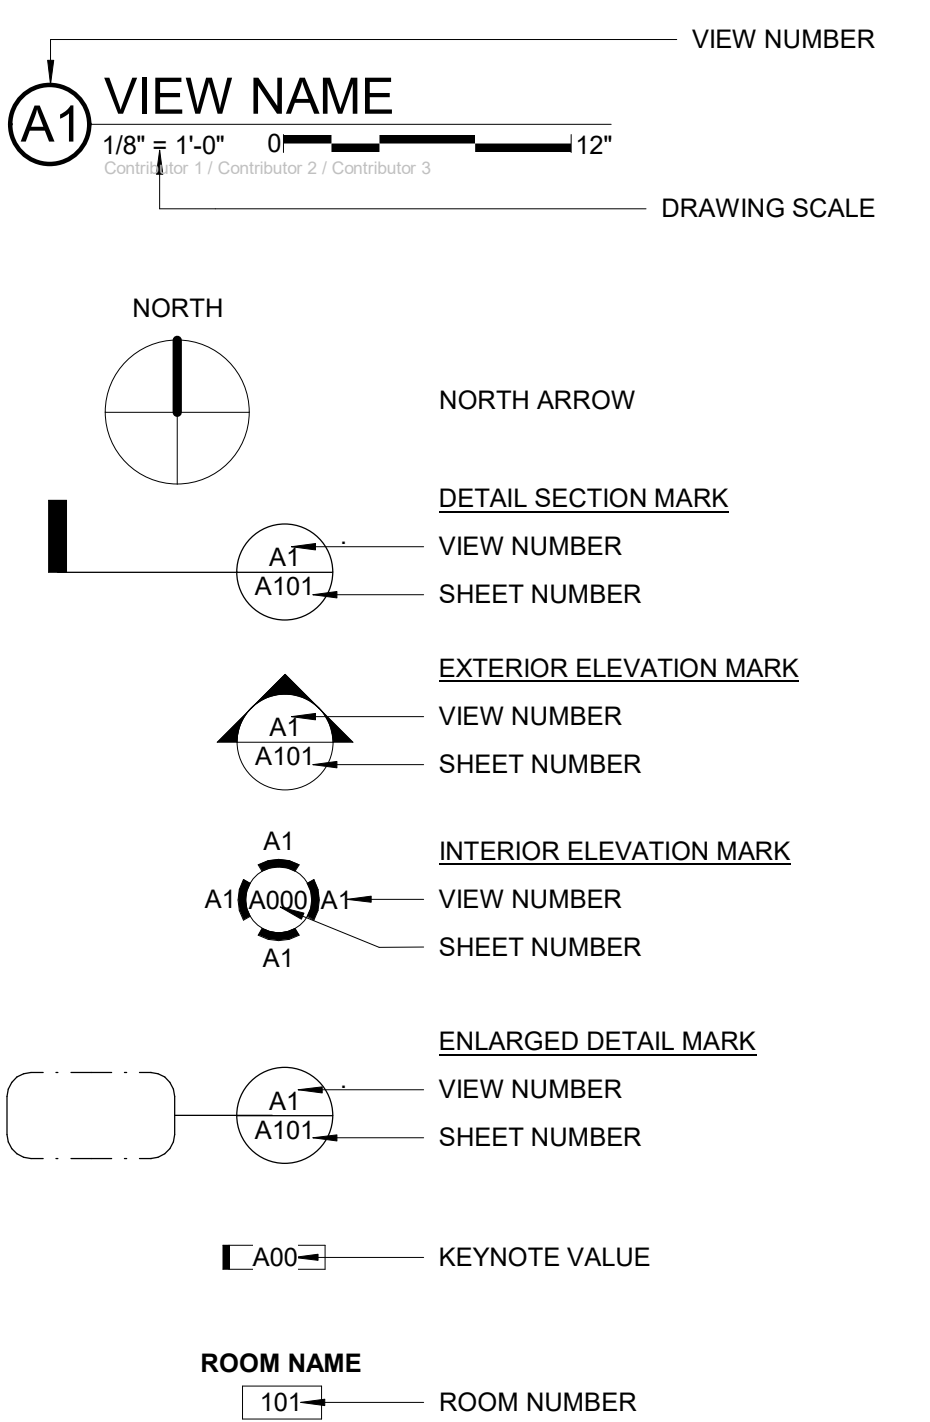 VIEW NUMBER
VIEW NAME
A1
1/8" = 1'-0" 0 12"
Contributor 1 / Contributor 2 / Contributor 3
DRAWING SCALE
NORTH
NORTH ARROW
DETAIL SECTION MARK
A1 VIEW NUMBER
A101 SHEET NUMBER
EXTERIOR ELEVATION MARK
A1 VIEW NUMBER
A101 SHEET NUMBER
A1
INTERIOR ELEVATION MARK
A1 A000 A1 VIEW NUMBER
SHEET NUMBER
A1
ENLARGED DETAIL MARK
A1 VIEW NUMBER
A101 SHEET NUMBER
A00 KEYNOTE VALUE
ROOM NAME
101 ROOM NUMBER